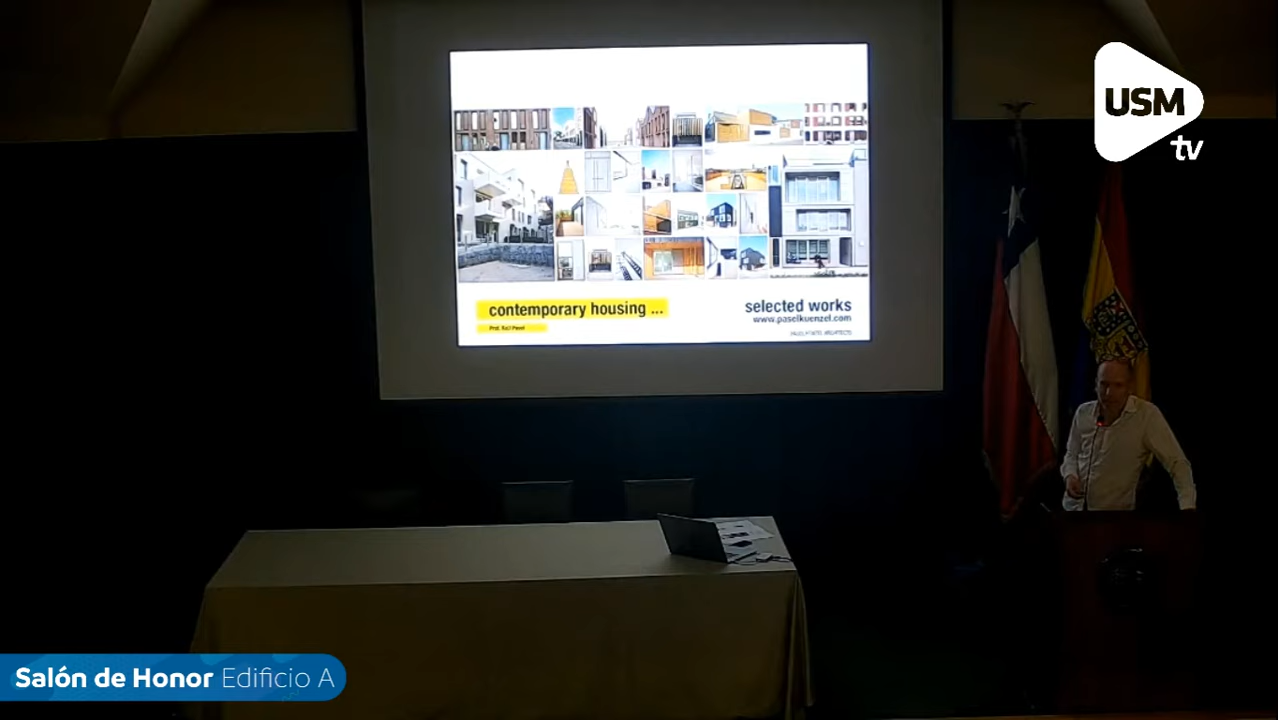 USM
tv
contemporary housing ...
selected works
www.paselkuenzel.com
Salón de Honor Edificio A